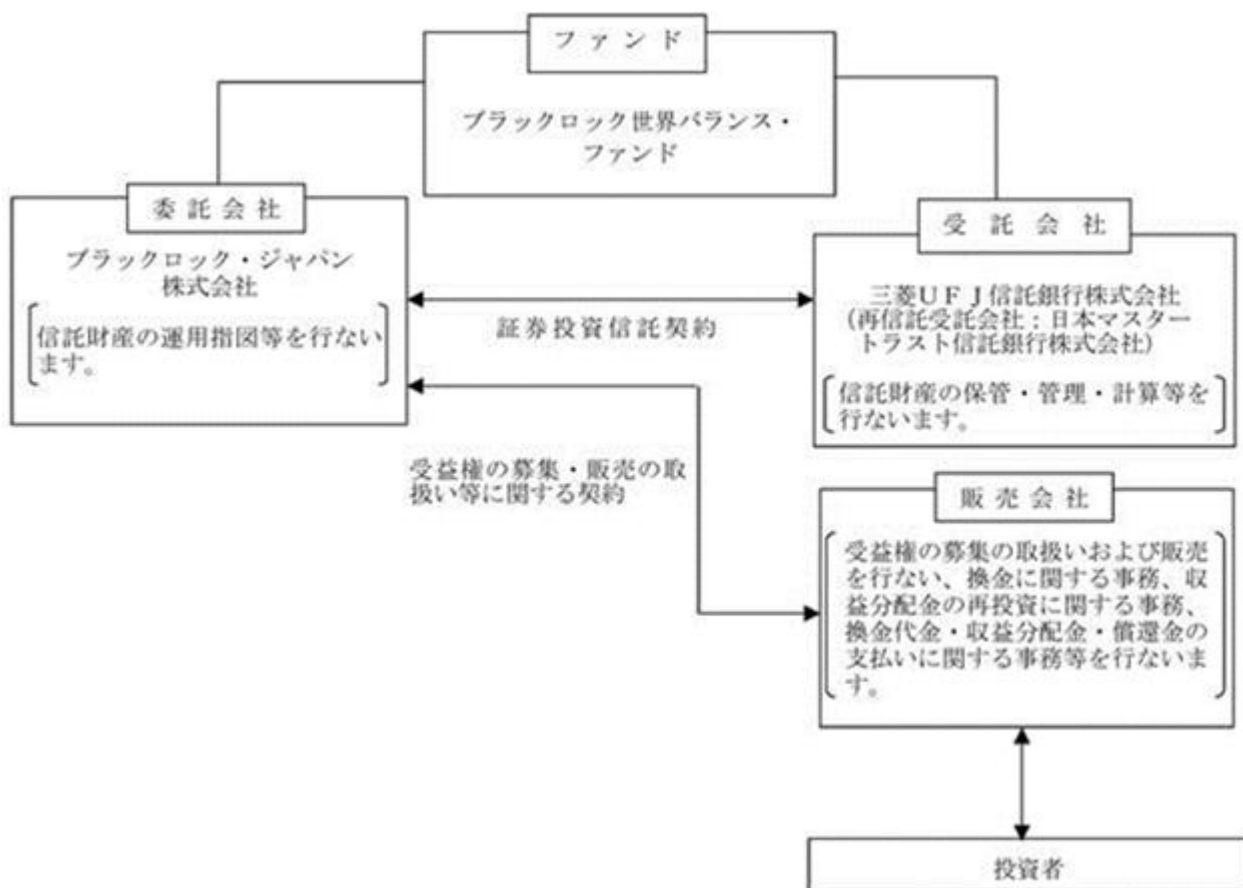 ファンド
ブラックロック世界バランス・
ファンド
委託会社
ブラックロック・ジャパン
株式会社
信託財産の運用指図等を行ない
ます。
証券投資信託契約
受託会社
三菱UFJ信託銀行株式会社
(再信託受託会社:日本マスター
トラスト信託銀行株式会社)
信託財産の保管・管理・計算等を
行ないます。
受益権の募集・販売の取
扱い等に関する契約
販売会社
受益権の募集の取扱いおよび販売
を行ない、換金に関する事務、収
益分配金の再投資に関する事務、
換金代金・収益分配金・償還金の
支払いに関する事務等を行ないま
す。
投資者